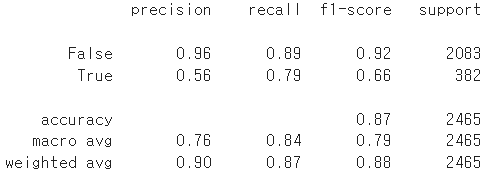 precision recall f1-score support
False 0.96 0.89 0.92 2083
True 0.56 0.79 0.66 382
accuracy 0.87 2465
macro avg 0.76 0.84 0.79 2465
weighted avg 0.90 0.87 0.88 2465